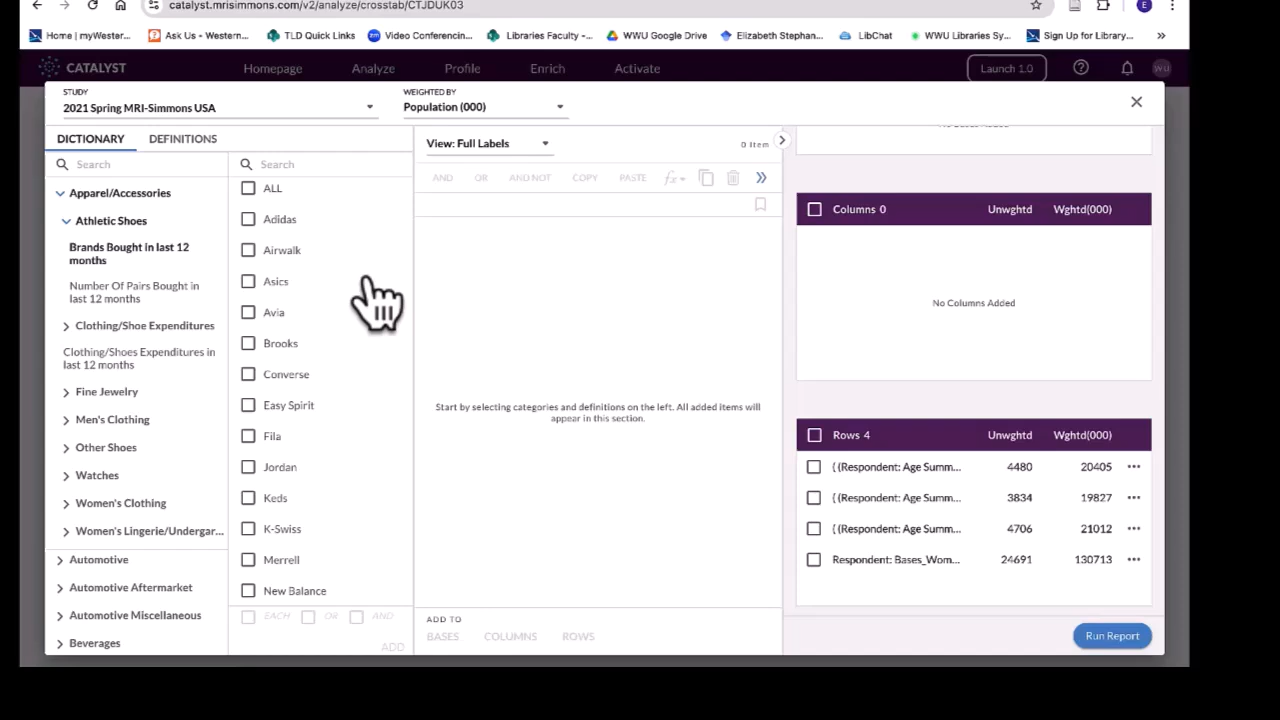 catalyst.mrisimmons.com/v2/analyze/crosstab/CTJDUK03
E
Home | myWester...
Ask Us - Western...
TLD Quick Links
Video Conferencin...
Libraries Faculty -...
WWU Google Drive
Elizabeth Stephan...
LibChat
WWU Libraries Sy...
Sign Up for Library...
CATALYST
Homepage
Analyze
Profile
Enrich
Activate
Launch 1.0
WU
STUDY
2021 Spring MRI-Simmons USA
WEIGHTED BY
Population (000)
DICTIONARY
DEFINITIONS
Search
Apparel/Accessories
Athletic Shoes
Brands Bought in last 12
months
Number Of Pairs Bought in
last 12 months
Clothing/Shoe Expenditures
Clothing/Shoes Expenditures in
last 12 months
Fine Jewelry
Men's Clothing
Other Shoes
Watches
Women's Clothing
Women's Lingerie/Undergar...
Automotive
Automotive Aftermarket
Automotive Miscellaneous
Beverages
Search
ALL
Adidas
Airwalk
Asics
Avia
Brooks
Converse
Easy Spirit
Fila
Jordan
Keds
K-Swiss
Merrell
New Balance
EACH
OR
AND
ADD
View: Full Labels
0 Item
AND
OR
AND NOT
COPY
PASTE
fx
Start by selecting categories and definitions on the left. All added items will
appear in this section.
ADD TO
BASES
COLUMNS
ROWS
No Bases Added
Columns 0 Unwghtd Wghtd(000)
No Columns Added
Rows 4 Unwghtd Wghtd(000)
((Respondent: Age Summ... 4480 20405
((Respondent: Age Summ... 3834 19827
((Respondent: Age Summ... 4706 21012
Respondent: Bases_Wom... 24691 130713
Run Report